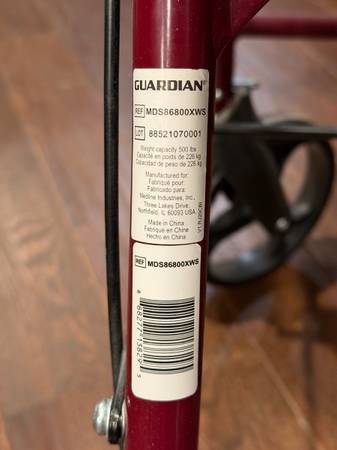 GUARDIAN
REF MDS86800XWS
LOT 88521070001
Weight capacity 500 lbs
Capacité en poids de 226 kg
Capacidad de peso de 226 kg
Manufactured for:
Fabriqué pour:
Fabricado para:
Medline Industries, Inc.,
Three Lakes Drive,
Northfield, IL 60093 USA
Made in China
Fabriqué en Chine
Hecho en China
REF MDS86800XWS